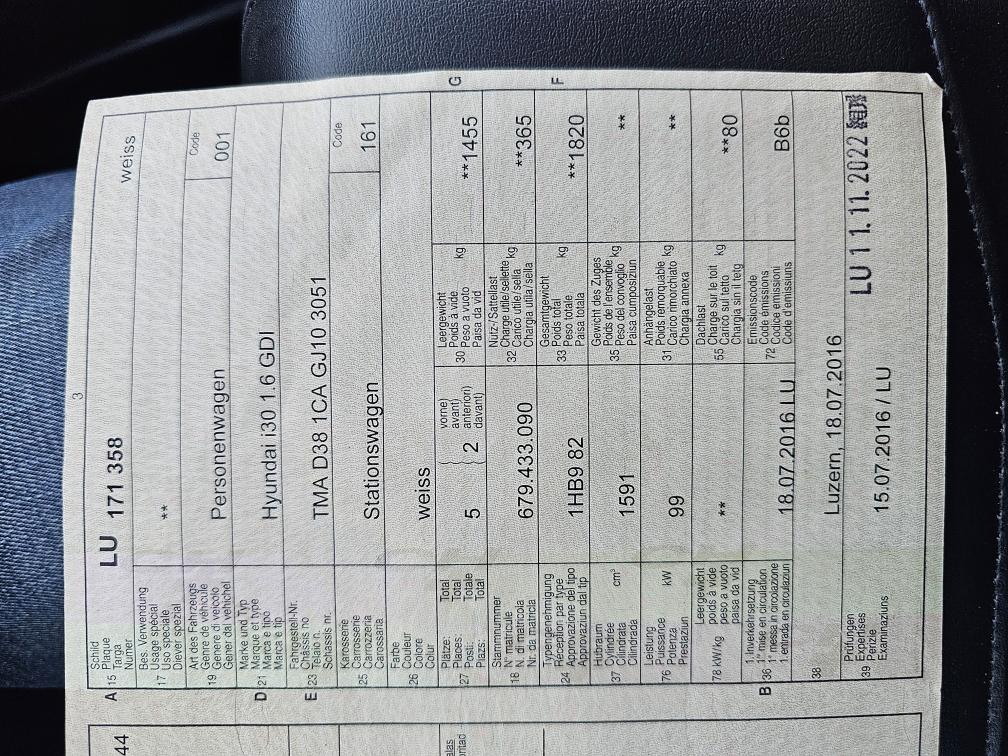 3
A 15 Schild
Plaque
Targa
Numer
LU 171 358
weiss
17 Bes. Verwendung
Usage spécial
Uso speciale
Diever spezial
**
19 Art des Fahrzeugs
Genre de véhicule
Genere di veicolo
Gener dal vehichel
Personenwagen
Code
001
D 21 Marke und Typ
Marque et type
Marca e tipo
Marca e tip
Hyundai i30 1.6 GDI
E 23 Fahrgestell-Nr.
Châssis no
Telaio n.
Schassis nr.
TMA D38 1CA GJ10 3051
25 Karosserie
Carrosserie
Carrozzeria
Carossaria
Stationswagen
Code
161
26 Farbe
Couleur
Colore
Colur
weiss
27 Plätze: Total
Places: Total
Posti: Totale
Plazs: Total
5
2
vorne)
avant)
anteriori)
davant)
30 Leergewicht
Poids à vide
Peso a vuoto
Paisa da vid
kg
**1455
G
18 Stammnummer
N° matricule
N. di matricola
Nr. da matricla
679.433.090
32 Nutz-/Sattellast
Charge utile/sellette
Carico utile/sella
Chargia utila/sella
kg
**365
24 Typengenehmigung
Réception par type
Approvazione del tipo
Approvaziun dal tip
1HB9 82
33 Gesamtgewicht
Poids total
Peso totale
Paisa totala
kg
**1820
F
37 Hubraum
Cylindrée
Cilindrata
Cilindrada
cm³
1591
35 Gewicht des Zuges
Poids de l'ensemble
Peso del convoglio
Paisa cumposiziun
kg
**
76 Leistung
Puissance
Potenza
Prestaziun
kW
99
31 Anhängelast
Poids remorquable
Carico rimorchiato
Chargia annexa
kg
**
78 kW/kg
Leergewicht
poids à vide
peso a vuoto
paisa da vid
**
55 Dachlast
Charge sur le toit
Carico sul tetto
Chargia sin il tetg
kg
**80
B 36 1. Inverkehrsetzung
1re mise en circulation
1a messa in circolazione
1. entrada en circulaziun
18.07.2016 LU
72 Emissionscode
Code émissions
Codice emissioni
Code d'emissiuns
B6b
38
Luzern, 18.07.2016
39 Prüfungen
Expertises
Perizie
Examinaziuns
15.07.2016 / LU
LU 1 1. 11. 2022
44